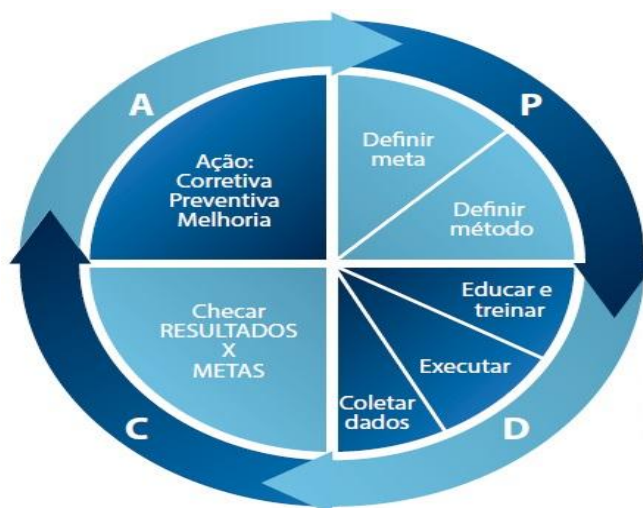 A
P
Ação:
Corretiva
Preventiva
Melhoria
Definir
meta
Definir
método
Educar e
treinar
Executar
Coletar
dados
Checar
RESULTADOS
X
METAS
C
D